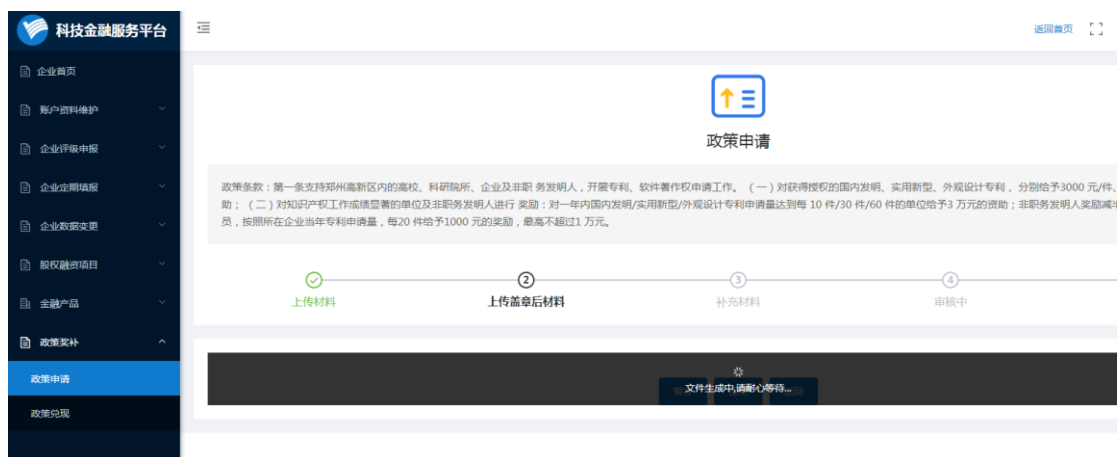 科技金融服务平台
返回首页
企业首页
账户资料维护
企业评级申报
企业定期填报
企业数据变更
股权融资项目
金融产品
政策奖补
政策申请
政策兑现
政策申请
政策条款：第一条支持郑州高新区内的高校、科研院所、企业及非职 务发明人，开展专利、软件著作权申请工作。（一）对获得授权的国内发明、实用新型、外观设计专利，分别给予3000 元/件、
助；（二）对知识产权工作成绩显著的单位及非职务发明人进行 奖励：对一年内国内发明/实用新型/外观设计专利申请量达到每 10 件/30 件/60 件的单位给予3 万元的资助；非职务发明人奖励减半
员，按照所在企业当年专利申请量，每20 件给予1000 元的奖励，最高不超过1 万元。
2
3
4
上传材料
上传盖章后材料
补充材料
审核中
文件生成中,请耐心等待...